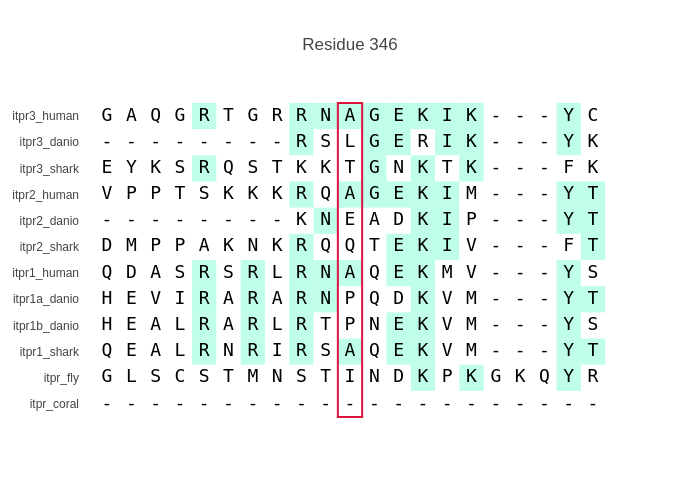 Residue 346
itpr3_human G A Q G R T G R R N A G E K I K - - - Y C
itpr3_danio - - - - - - - - R S L G E R I K - - - Y K
itpr3_shark E Y K S R Q S T K K T G N K T K - - - F K
itpr2_human V P P T S K K K R Q A G E K I M - - - Y T
itpr2_danio - - - - - - - - K N E A D K I P - - - Y T
itpr2_shark D M P P A K N K R Q Q T E K I V - - - F T
itpr1_human Q D A S R S R L R N A Q E K M V - - - Y S
itpr1a_danio H E V I R A R A R N P Q D K V M - - - Y T
itpr1b_danio H E A L R A R L R T P N E K V M - - - Y S
itpr1_shark Q E A L R N R I R S A Q E K V M - - - Y T
itpr_fly G L S C S T M N S T I N D K P K G K Q Y R
itpr_coral - - - - - - - - - - - - - - - - - - - - -